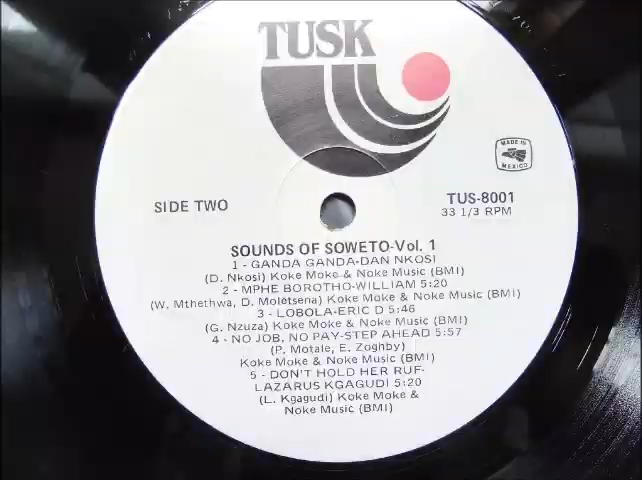 TUSK
MADE IN
MEXICO
SIDE TWO
TUS-8001
33 1/3 RPM
SOUNDS OF SOWETO-Vol. 1
1 - GANDA GANDA-DAN NKOSI
(D. Nkosi) Koke Moke & Noke Music (BMI)
2 - MPHE BOROTHO-WILLIAM 5:20
(W. Mthethwa, D. Moletsena) Koke Moke & Noke Music (BMI)
3 - LOBOLA-ERIC D 5:46
(G. Nzuza) Koke Moke & Noke Music (BMI)
4 - NO JOB, NO PAY-STEP AHEAD 5:57
(P. Motale, E. Zoghby)
Koke Moke & Noke Music (BMI)
5 - DON'T HOLD HER RUF-
LAZARUS KGAGUDI 5:20
(L. Kgagudi) Koke Moke &
Noke Music (BMI)